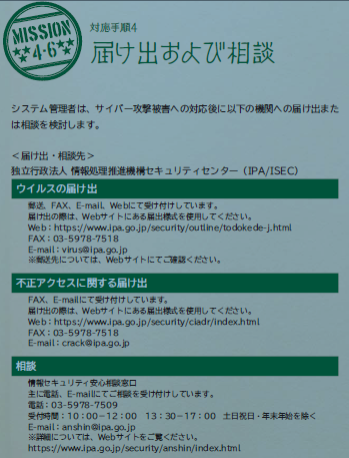 MISSION
4-6
対施手順4
届け出および相談
システム管理者は、サイバー攻撃被害への対応後に以下の機関への届け出また
は相談を検討します。
＜届け出・相談先＞
独立行政法人 情報処理推進機構セキュリティセンター（IPA/ISEC）
ウイルスの届け出
郵送、FAX、E-mail、Webにて受け付けしています。
届け出の際は、Webサイトにある届出様式を使用してください。
Web：https://www.ipa.go.jp/security/outline/todokede-j.html
FAX：03-5978-7518
E-mail：virus@ipa.go.jp
※郵送先については、Webサイトにてご確認ください。
不正アクセスに関する届け出
FAX、E-mailにて受け付けしています。
届け出の際は、Webサイトにある届出様式を使用してください。
Web：https://www.ipa.go.jp/security/ciadr/index.html
FAX：03-5978-7518
E-mail：crack@ipa.go.jp
相談
情報セキュリティ安心相談窓口
主に電話、E-mailにてご相談を受け付けしています。
電話：03-5978-7509
受付時間：10：00－12：00　13：30－17：00　土日祝日・年末年始を除く
E-mail：anshin@ipa.go.jp
※詳細については、Webサイトをご覧ください。
https://www.ipa.go.jp/security/anshin/index.html